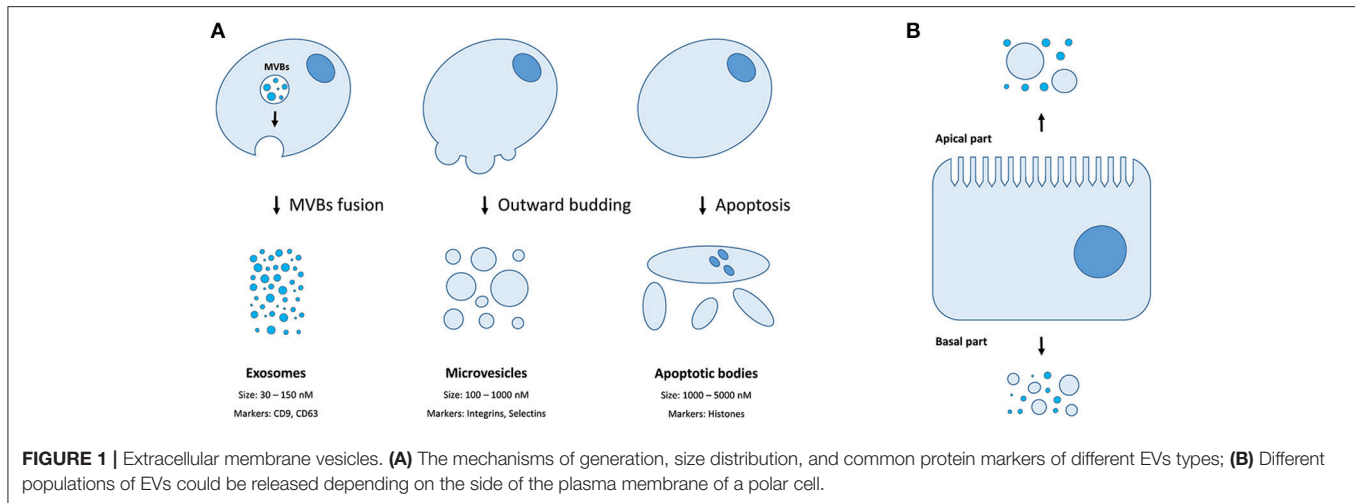 A
MVBs
MVBs fusion
Outward budding
Apoptosis
Exosomes
Size: 30 – 150 nM
Markers: CD9, CD63
Microvesicles
Size: 100 – 1000 nM
Markers: Integrins, Selectins
Apoptotic bodies
Size: 1000 – 5000 nM
Markers: Histones
B
Apical part
Basal part
FIGURE 1 | Extracellular membrane vesicles. (A) The mechanisms of generation, size distribution, and common protein markers of different EVs types; (B) Different
populations of EVs could be released depending on the side of the plasma membrane of a polar cell.